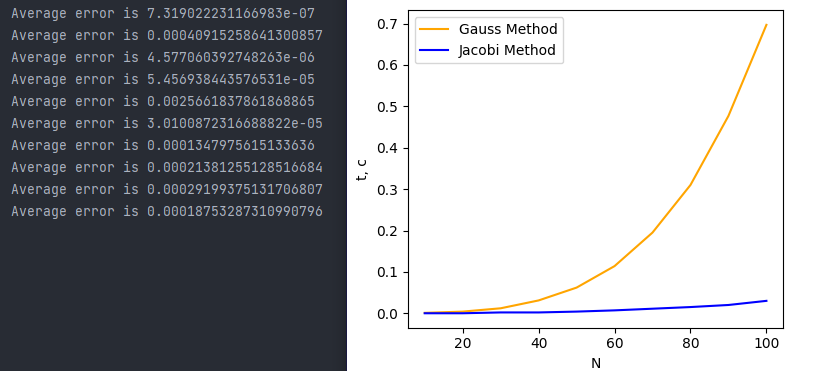 Average error is 7.319022231166983e-07
Average error is 0.00040915258641300857
Average error is 4.577060392748263e-06
Average error is 5.456938443576531e-05
Average error is 0.0025661837861868865
Average error is 3.0100872316688822e-05
Average error is 0.0001347975615133636
Average error is 0.00021381255128516684
Average error is 0.00029199375131706807
Average error is 0.00018753287310990796
Gauss Method
Jacobi Method
t, c
0.7
0.6
0.5
0.4
0.3
0.2
0.1
0.0
20 40 60 80 100
N